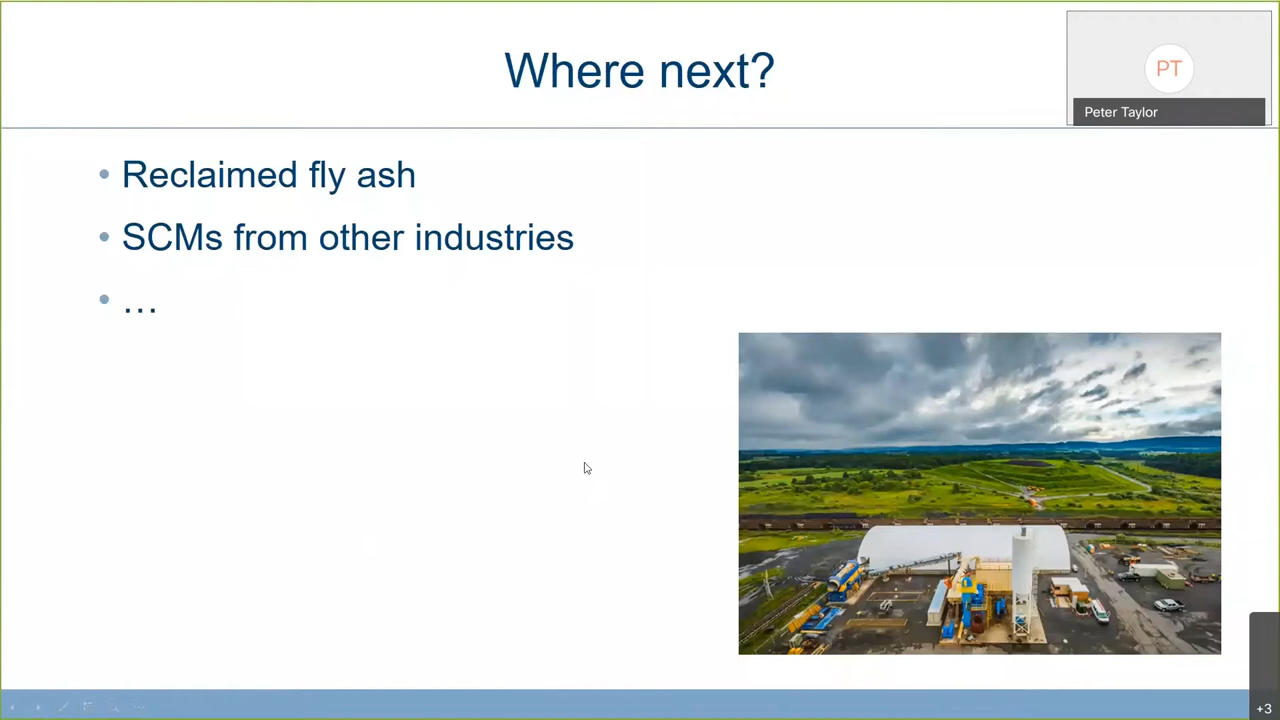 Where next?
PT
Peter Taylor
• Reclaimed fly ash
• SCMs from other industries
• …
+3